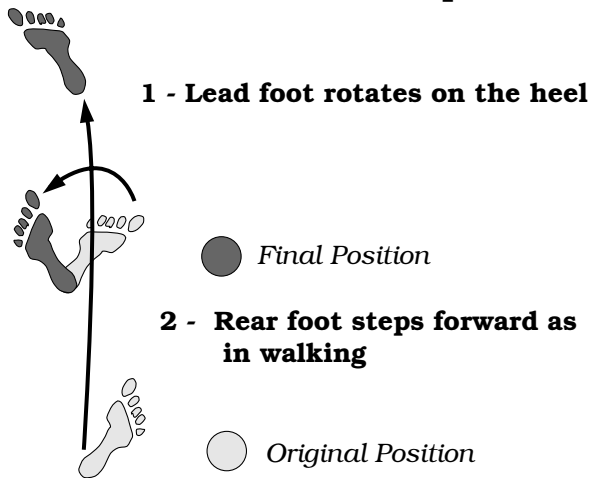 1 - Lead foot rotates on the heel
Final Position
2 - Rear foot steps forward as
in walking
Original Position